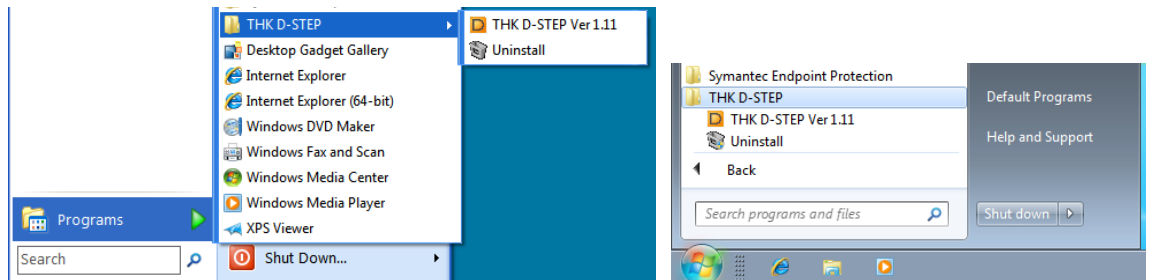 THK D-STEP
THK D-STEP Ver 1.11
Desktop Gadget Gallery
Uninstall
Internet Explorer
Internet Explorer (64-bit)
Windows DVD Maker
Windows Fax and Scan
Windows Media Center
Windows Media Player
XPS Viewer
Programs
Search
Shut Down...
Symantec Endpoint Protection
THK D-STEP
THK D-STEP Ver 1.11
Uninstall
Back
Search programs and files
Default Programs
Help and Support
Shut down